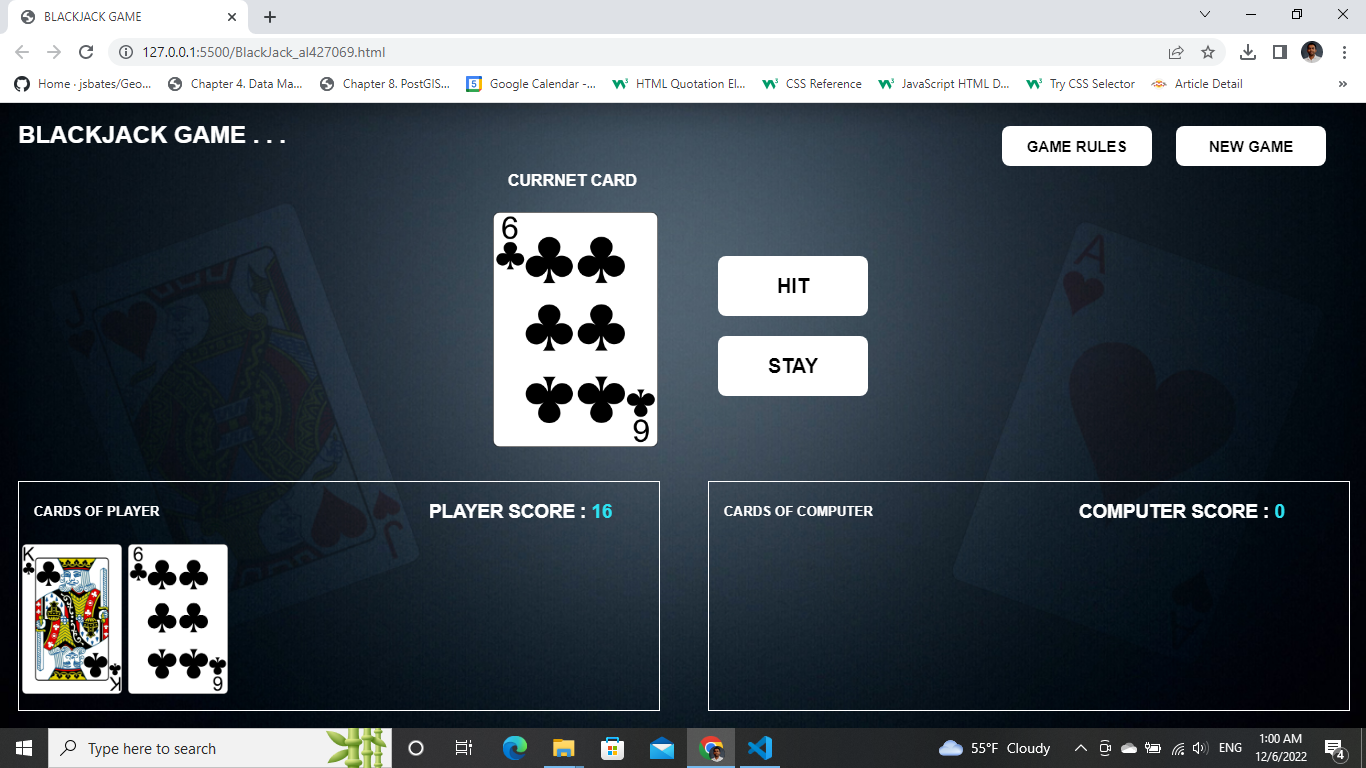 BLACKJACK GAME
127.0.0.1:5500/BlackJack_al427069.html
Home · jsbates/Geo...
Chapter 4. Data Ma...
Chapter 8. PostGIS...
5
Google Calendar -...
HTML Quotation El...
CSS Reference
JavaScript HTML D...
Try CSS Selector
Article Detail
»
BLACKJACK GAME . . .
GAME RULES
NEW GAME
CURRNET CARD
6
6
HIT
STAY
J
J
A
CARDS OF PLAYER
PLAYER SCORE : 16
CARDS OF COMPUTER
COMPUTER SCORE : 0
K
K
6
6
Type here to search
55°F Cloudy
ENG
1:00 AM
12/6/2022
4